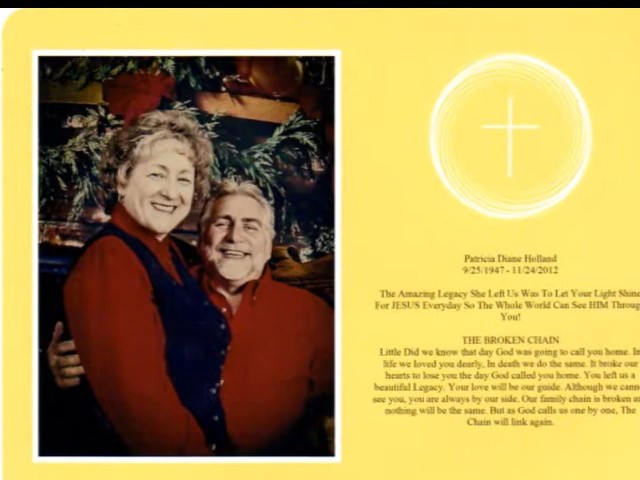 Patricia Diane Holland
9/25/1947 - 11/24/2012
The Amazing Legacy She Left Us Was To Let Your Light Shine
For JESUS Everyday So The Whole World Can See HIM Throug
You!
THE BROKEN CHAIN
Little Did we know that day God was going to call you home. In
life we loved you dearly, In death we do the same. It broke our
hearts to lose you the day God called you home. You left us a
beautiful Legacy. Your love will be our guide. Although we cann
see you, you are always by our side. Our family chain is broken an
nothing will be the same. But as God calls us one by one, The
Chain will link again.